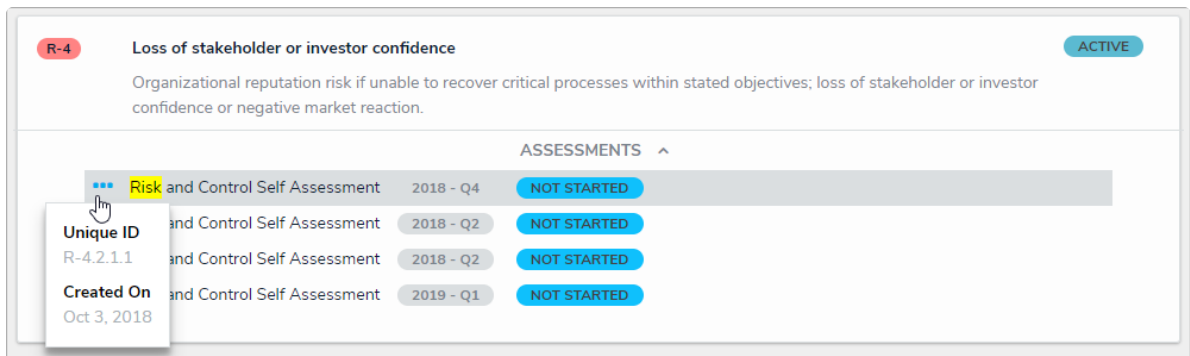 R-4 Loss of stakeholder or investor confidence ACTIVE
Organizational reputation risk if unable to recover critical processes within stated objectives; loss of stakeholder or investor
confidence or negative market reaction.
ASSESSMENTS
Risk and Control Self Assessment 2018 - Q4 NOT STARTED
and Control Self Assessment 2018 - Q2 NOT STARTED
and Control Self Assessment 2018 - Q2 NOT STARTED
and Control Self Assessment 2019 - Q1 NOT STARTED
Unique ID
R-4.2.1.1
Created On
Oct 3, 2018